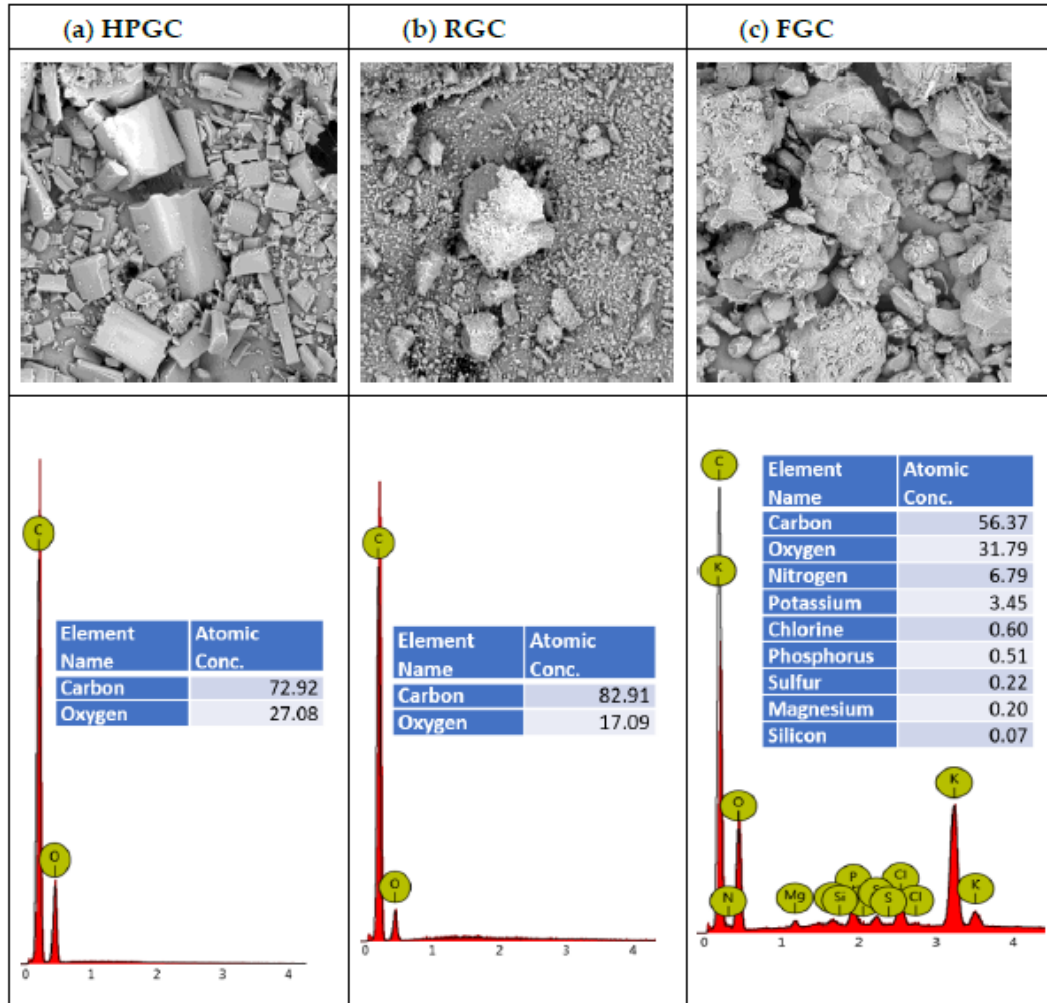 (a) HPGC
(b) RGC
(c) FGC
C
O
Element Name
Atomic Conc.
Carbon 72.92
Oxygen 27.08
0 1 2 3 4
C
O
Element Name
Atomic Conc.
Carbon 82.91
Oxygen 17.09
0 1 2 3 4
C
K
O
N
Mg
Si
P
S
Cl
Cl
K
K
Element Name
Atomic Conc.
Carbon 56.37
Oxygen 31.79
Nitrogen 6.79
Potassium 3.45
Chlorine 0.60
Phosphorus 0.51
Sulfur 0.22
Magnesium 0.20
Silicon 0.07
0 1 2 3 4